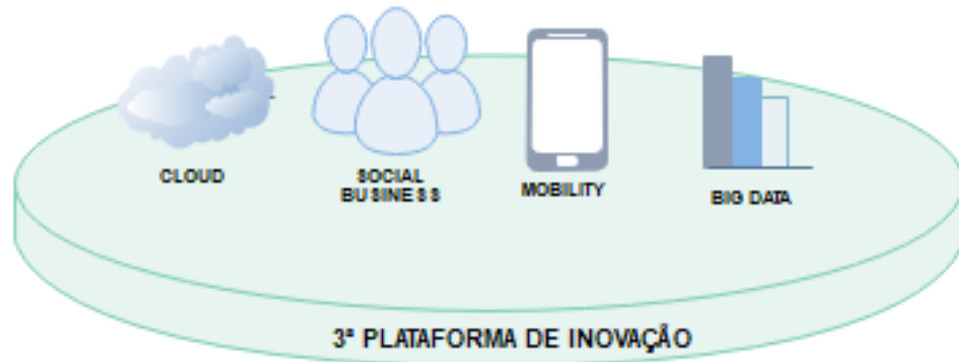 CLOUD
SOCIAL
BUSINESS
MOBILITY
BIG DATA
3ª PLATAFORMA DE INOVAÇÃO